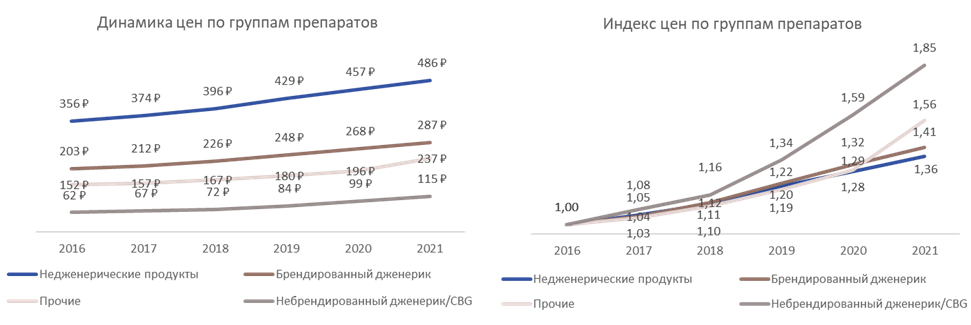 Динамика цен по группам препаратов
356 ₽ 374 ₽ 396 ₽ 429 ₽ 457 ₽ 486 ₽
203 ₽ 212 ₽ 226 ₽ 248 ₽ 268 ₽ 287 ₽
152 ₽ 157 ₽ 167 ₽ 180 ₽ 196 ₽ 237 ₽
62 ₽ 67 ₽ 72 ₽ 84 ₽ 99 ₽ 115 ₽
2016 2017 2018 2019 2020 2021
Недженерические продукты Брендированный дженерик
Прочие Небрендированный дженерик/CBG
Индекс цен по группам препаратов
1,00 1,08 1,16 1,34 1,59 1,85
1,05 1,12 1,22 1,32 1,41
1,04 1,11 1,20 1,28 1,36
1,03 1,10 1,19 1,29 1,56
2016 2017 2018 2019 2020 2021
Недженерические продукты Брендированный дженерик
Прочие Небрендированный дженерик/CBG